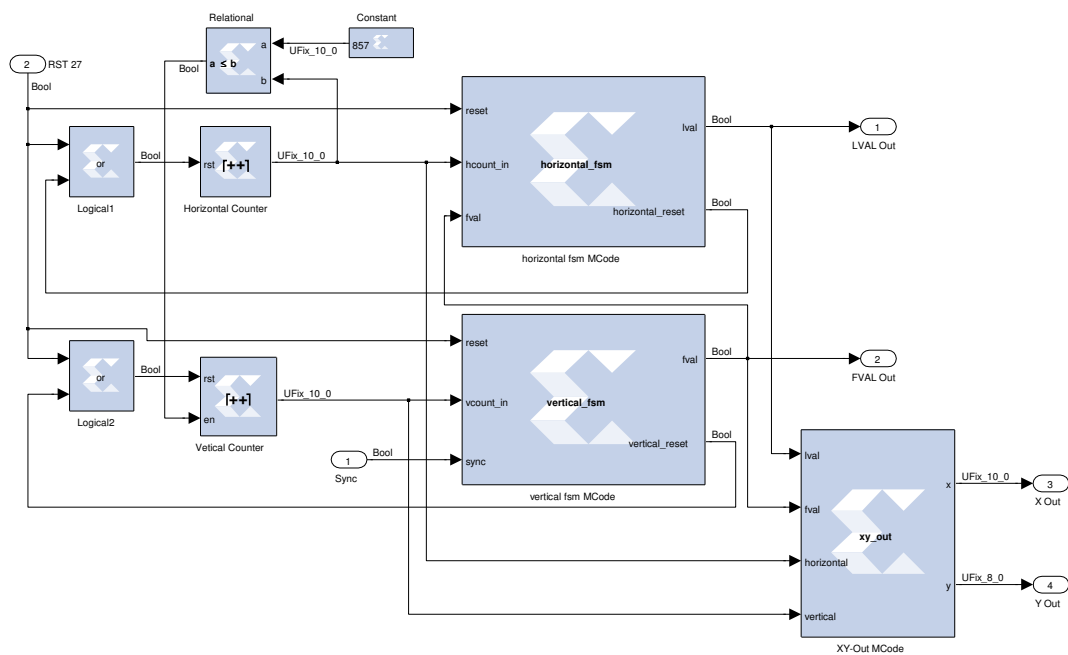 Relational
Constant
a
857
UFix_10_0
2
RST 27
Bool
a ≤ b
Bool
b
reset
Bool
lval
1
LVAL Out
or
Bool
rst
[++]
UFix_10_0
hcount_in
horizontal_fsm
Logical1
Horizontal Counter
fval
horizontal_reset
Bool
horizontal fsm MCode
reset
or
Bool
rst
[++]
UFix_10_0
en
Logical2
Vetical Counter
fval
Bool
2
FVAL Out
vcount_in
vertical_fsm
Bool
vertical_reset
1
Bool
sync
Sync
vertical fsm MCode
lval
x
UFix_10_0
3
X Out
fval
xy_out
horizontal
y
UFix_8_0
4
Y Out
vertical
XY-Out MCode